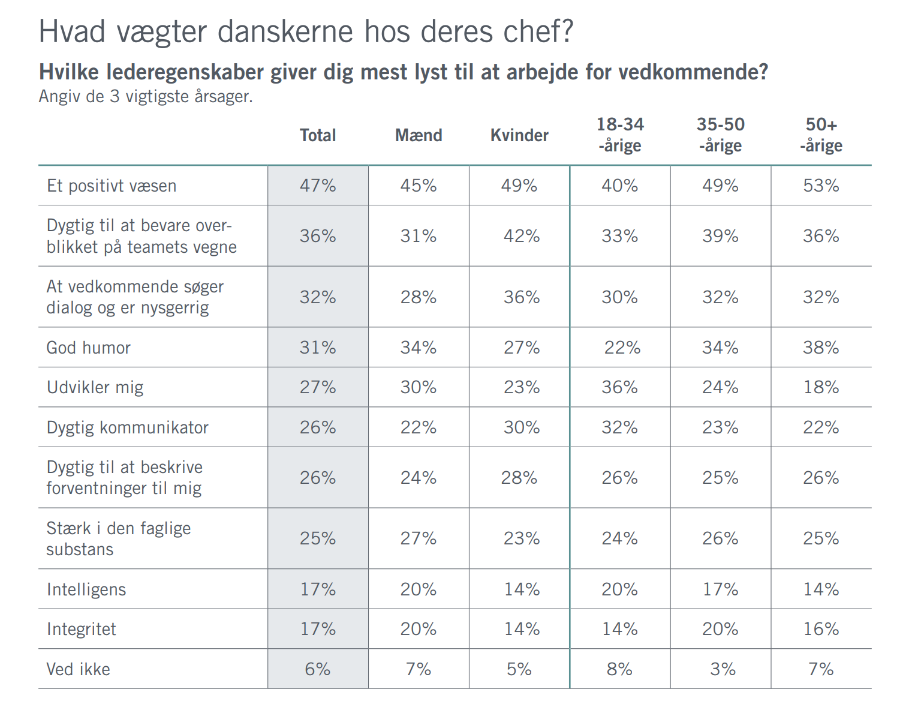 Hvad vægter danskerne hos deres chef?
Hvilke lederegenskaber giver dig mest lyst til at arbejde for vedkommende?
Angiv de 3 vigtigste årsager.
Total Mænd Kvinder 18-34 -årige 35-50 -årige 50+ -årige
Et positivt væsen 47% 45% 49% 40% 49% 53%
Dygtig til at bevare over-
blikket på teamets vegne 36% 31% 42% 33% 39% 36%
At vedkommende søger
dialog og er nysgerrig 32% 28% 36% 30% 32% 32%
God humor 31% 34% 27% 22% 34% 38%
Udvikler mig 27% 30% 23% 36% 24% 18%
Dygtig kommunikator 26% 22% 30% 32% 23% 22%
Dygtig til at beskrive
forventninger til mig 26% 24% 28% 26% 25% 26%
Stærk i den faglige
substans 25% 27% 23% 24% 26% 25%
Intelligens 17% 20% 14% 20% 17% 14%
Integritet 17% 20% 14% 14% 20% 16%
Ved ikke 6% 7% 5% 8% 3% 7%